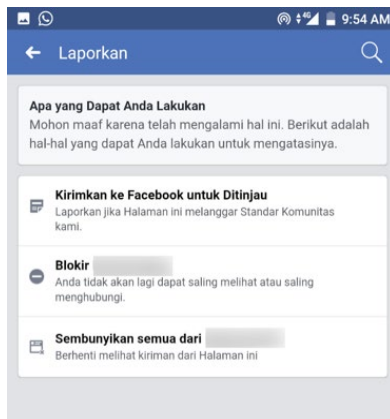 4G 9:54 AM
Laporkan
Apa yang Dapat Anda Lakukan
Mohon maaf karena telah mengalami hal ini. Berikut adalah
hal-hal yang dapat Anda lakukan untuk mengatasinya.
Kirimkan ke Facebook untuk Ditinjau
Laporkan jika Halaman ini melanggar Standar Komunitas
kami.
Blokir
Anda tidak akan lagi dapat saling melihat atau saling
menghubungi.
Sembunyikan semua dari
Berhenti melihat kiriman dari Halaman ini